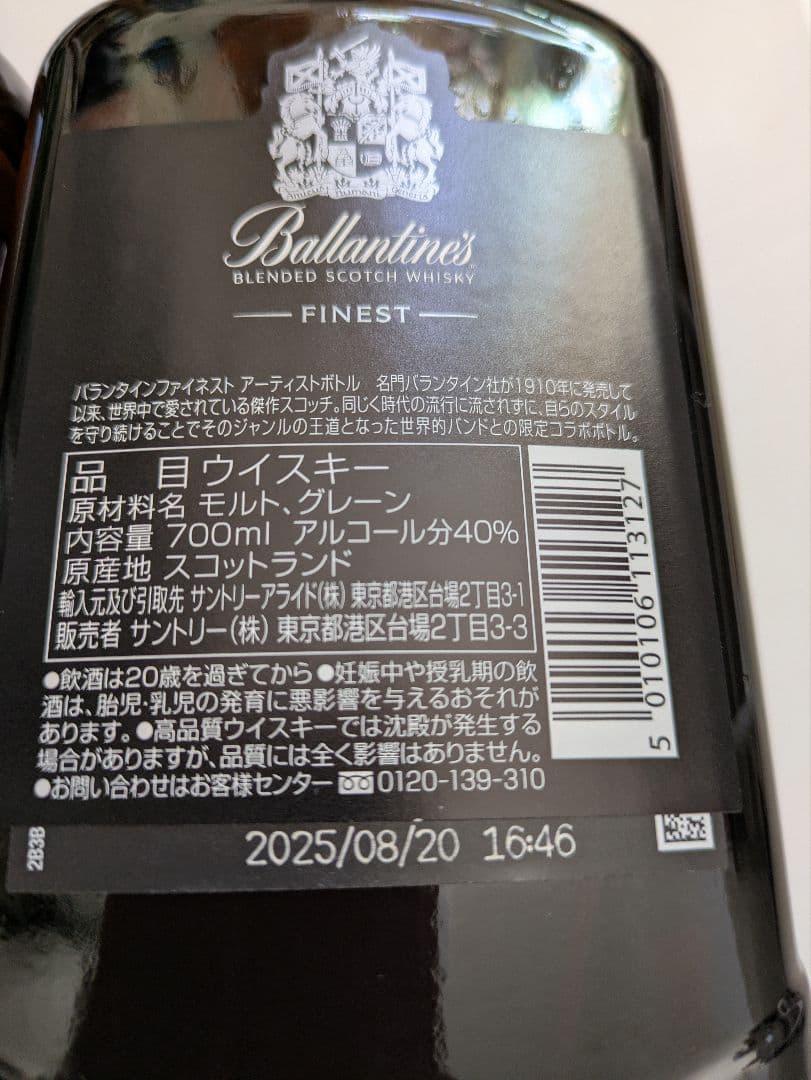 Amicus Humani Generis
Ballantine's
BLENDED SCOTCH WHISKY
FINEST
バランタインファイネスト アーティストボトル 名門バランタイン社が1910年に発売して
以来、世界中で愛されている傑作スコッチ。同じく時代の流行に流されずに、自らのスタイル
を守り続けることでそのジャンルの王道となった世界的バンドとの限定コラボボトル。
品 目 ウイスキー
原材料名 モルト、グレーン
内容量 700ml アルコール分40%
原産地 スコットランド
輸入元及び引取先 サントリーアライド(株) 東京都港区台場2丁目3-1
販売者 サントリー(株) 東京都港区台場2丁目3-3
●飲酒は20歳を過ぎてから ●妊娠中や授乳期の飲
酒は、胎児・乳児の発育に悪影響を与えるおそれが
あります。●高品質ウイスキーでは沈殿が発生する
場合がありますが、品質には全く影響はありません。
●お問い合わせはお客様センター 0120-139-310
5 010106 113127
2B3B
2025/08/20 16:46